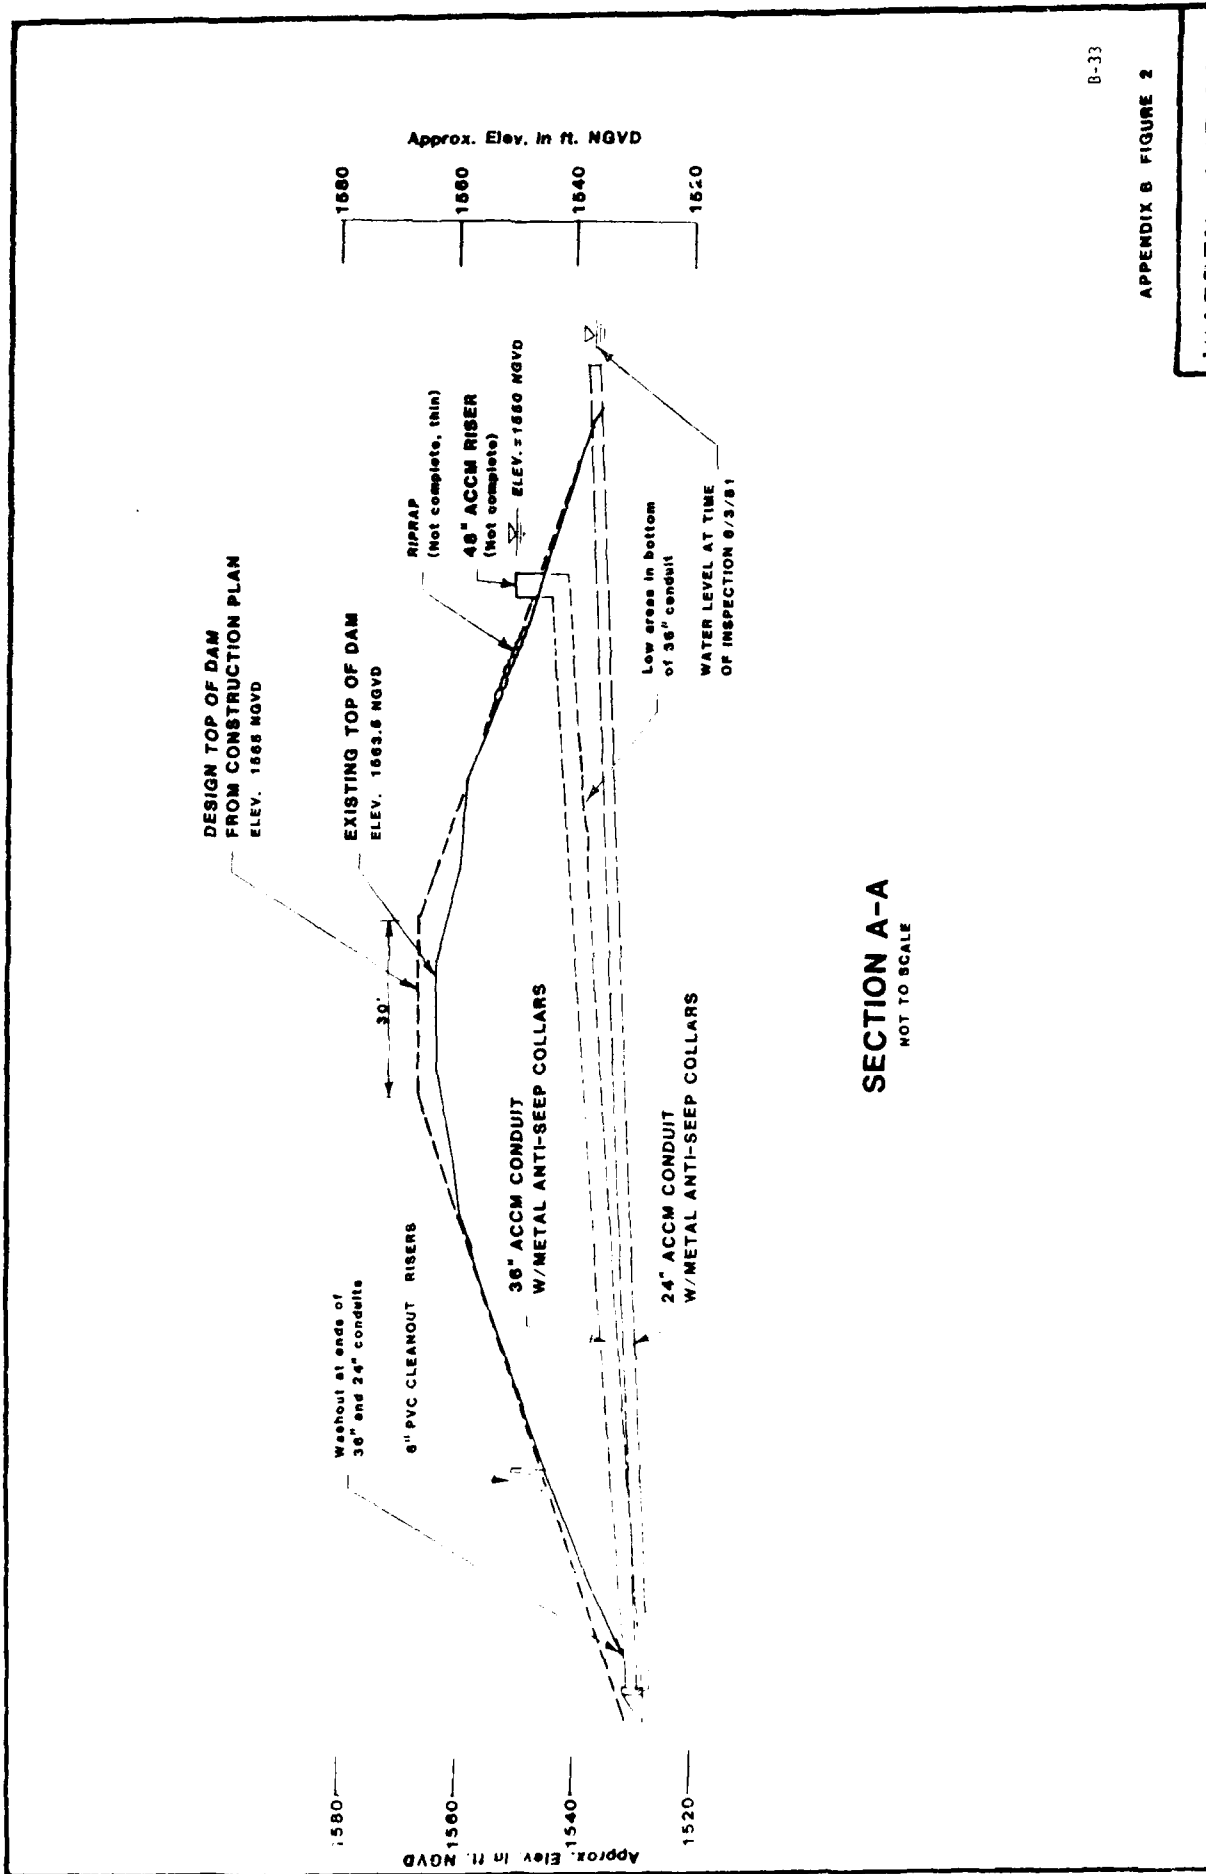 DESIGN TOP OF DAM
FROM CONSTRUCTION PLAN
ELEV. 1565 NGVD
EXISTING TOP OF DAM
ELEV. 1563.5 NGVD
30'
RIPRAP
(Not complete, thin)
48" ACCM RISER
(Not complete)
ELEV.=1550 NGVD
Washout at ends of
36" and 24" conduits
6" PVC CLEANOUT RISERS
36" ACCM CONDUIT
W/METAL ANTI-SEEP COLLARS
24" ACCM CONDUIT
W/METAL ANTI-SEEP COLLARS
Low areas in bottom
of 36" conduit
WATER LEVEL AT TIME
OF INSPECTION 6/3/81
Approx. Elev. in ft. NGVD
1580
1560
1540
1520
Approx. Elev in ft. NGVD
1580
1560
1540
1520
SECTION A-A
NOT TO SCALE
B-33
APPENDIX B FIGURE 2